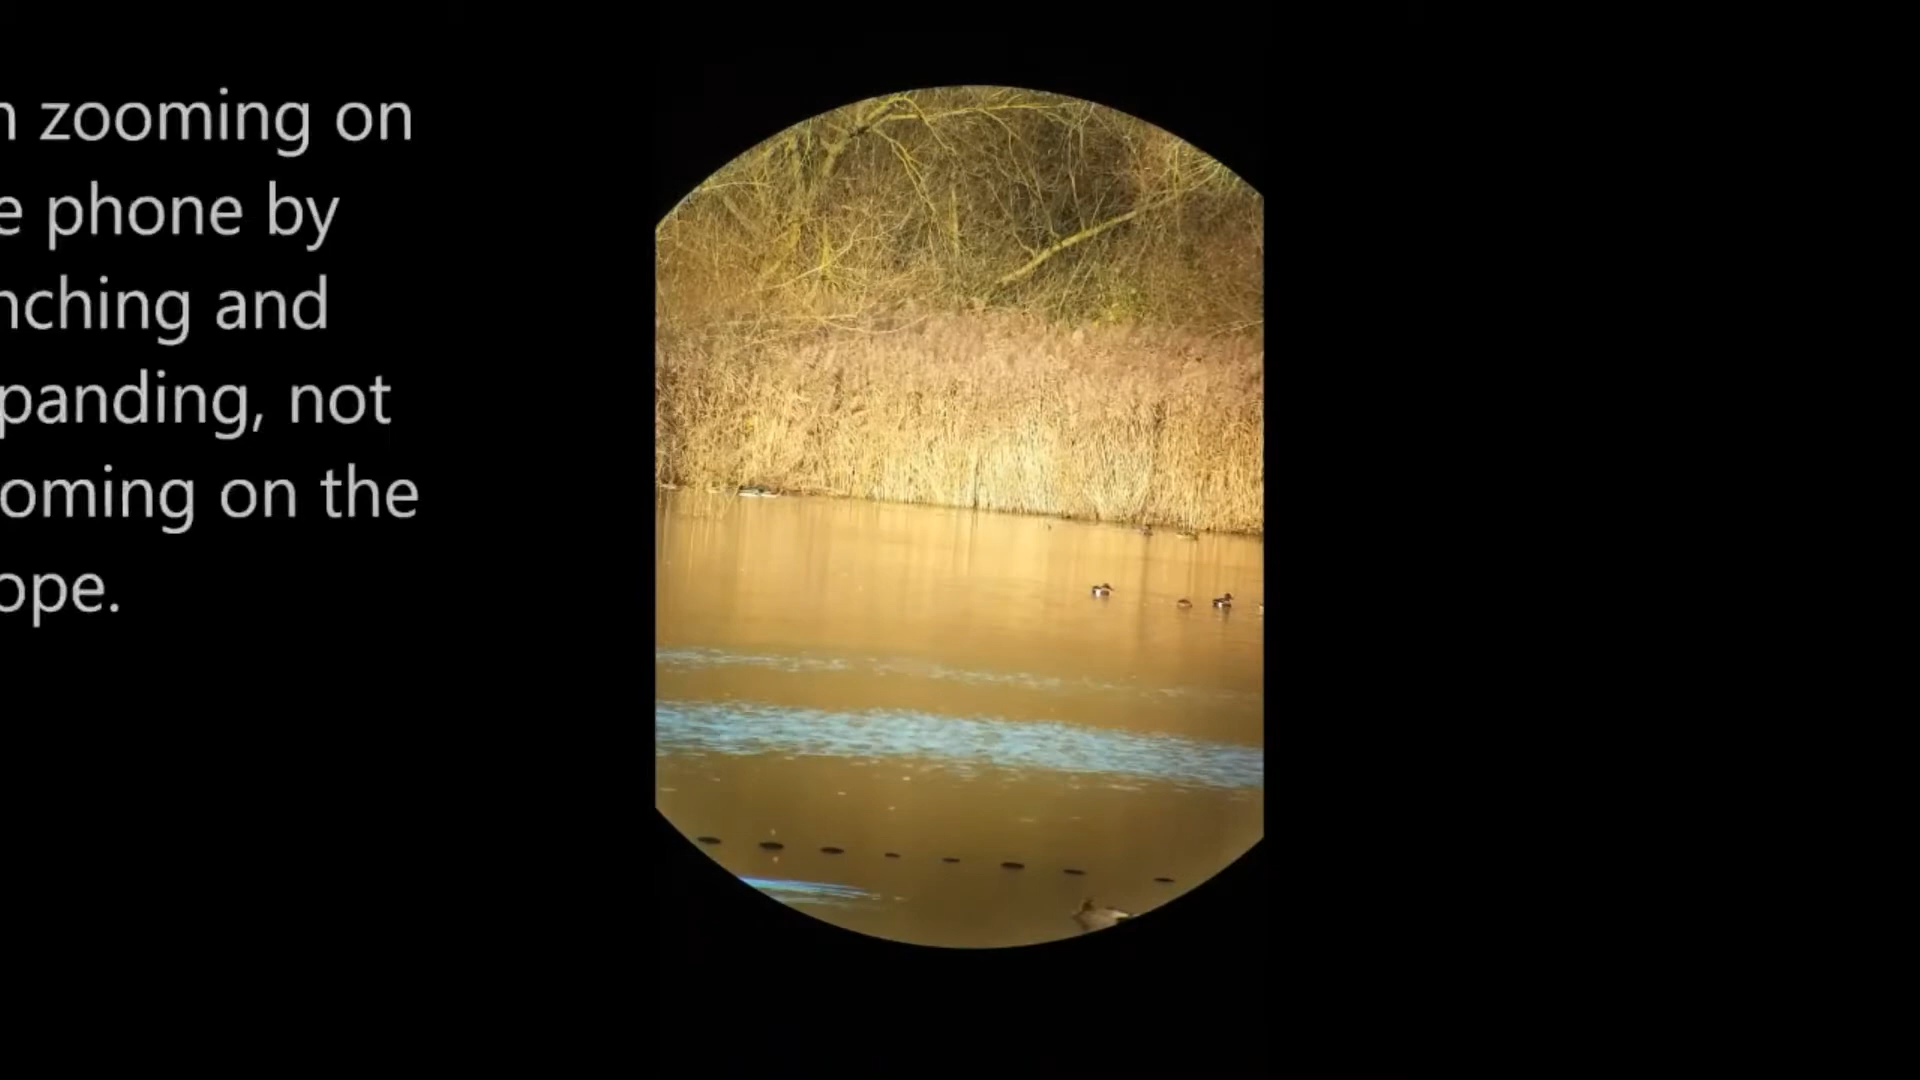 n zooming on
e phone by
nching and
panding, not
oming on the
ope.